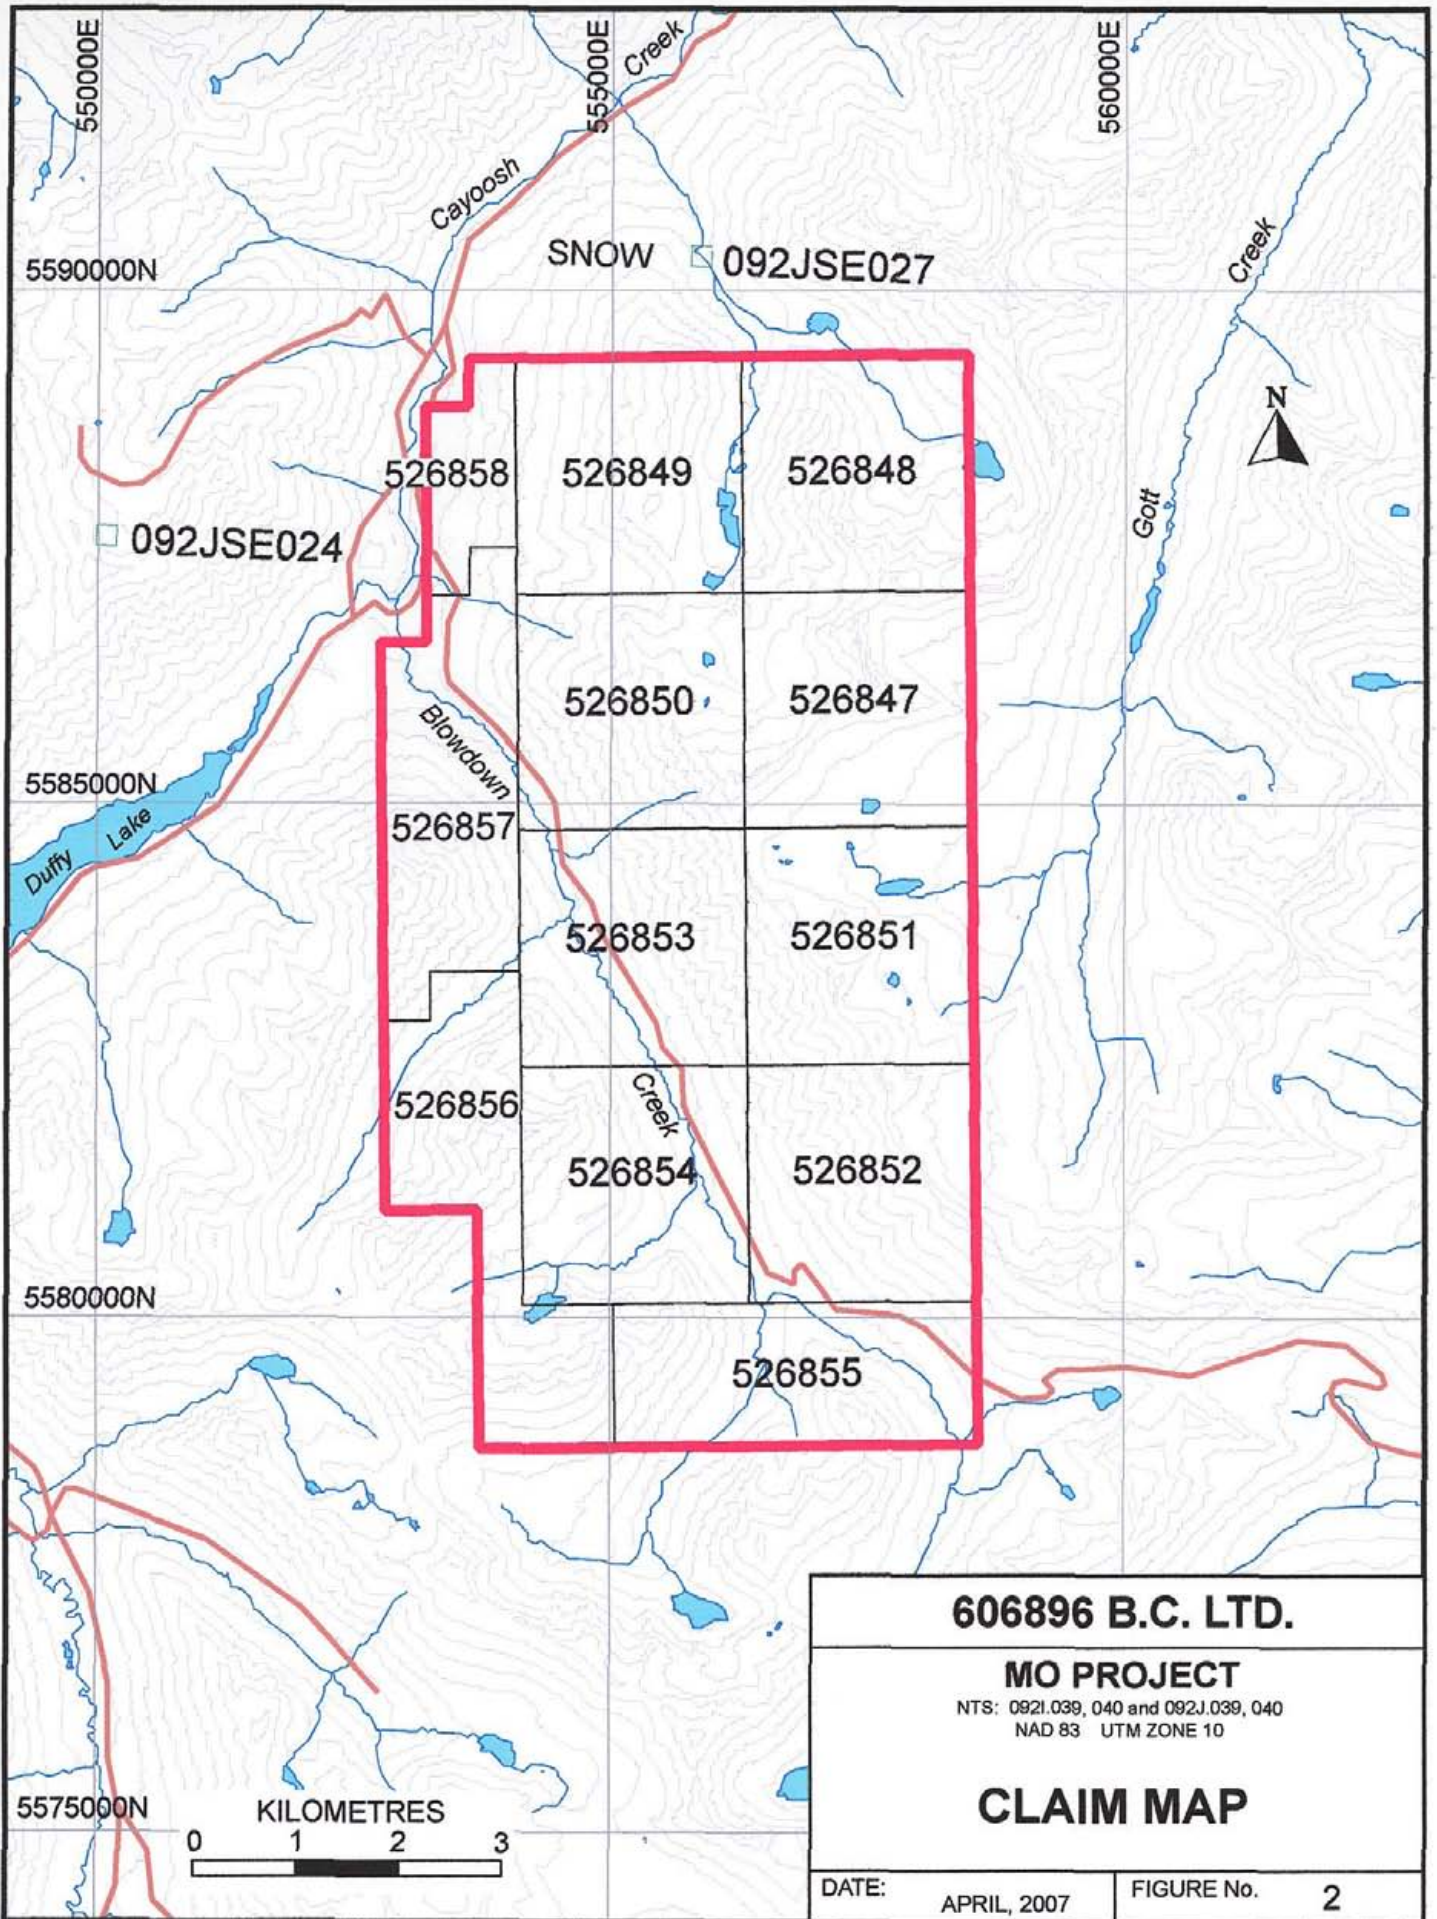 550000E
555000E
560000E
Creek
Cayoosh
Creek
SNOW
092JSE027
5590000N
N
526858
526849
526848
Gott
092JSE024
526850
526847
Blowdown
5585000N
Lake
Duffy
526857
526853
526851
Creek
526856
526854
526852
5580000N
526855
606896 B.C. LTD.
MO PROJECT
NTS: 092I.039, 040 and 092J.039, 040
NAD 83 UTM ZONE 10
CLAIM MAP
5575000N
KILOMETRES
0 1 2 3
DATE: APRIL, 2007
FIGURE No. 2